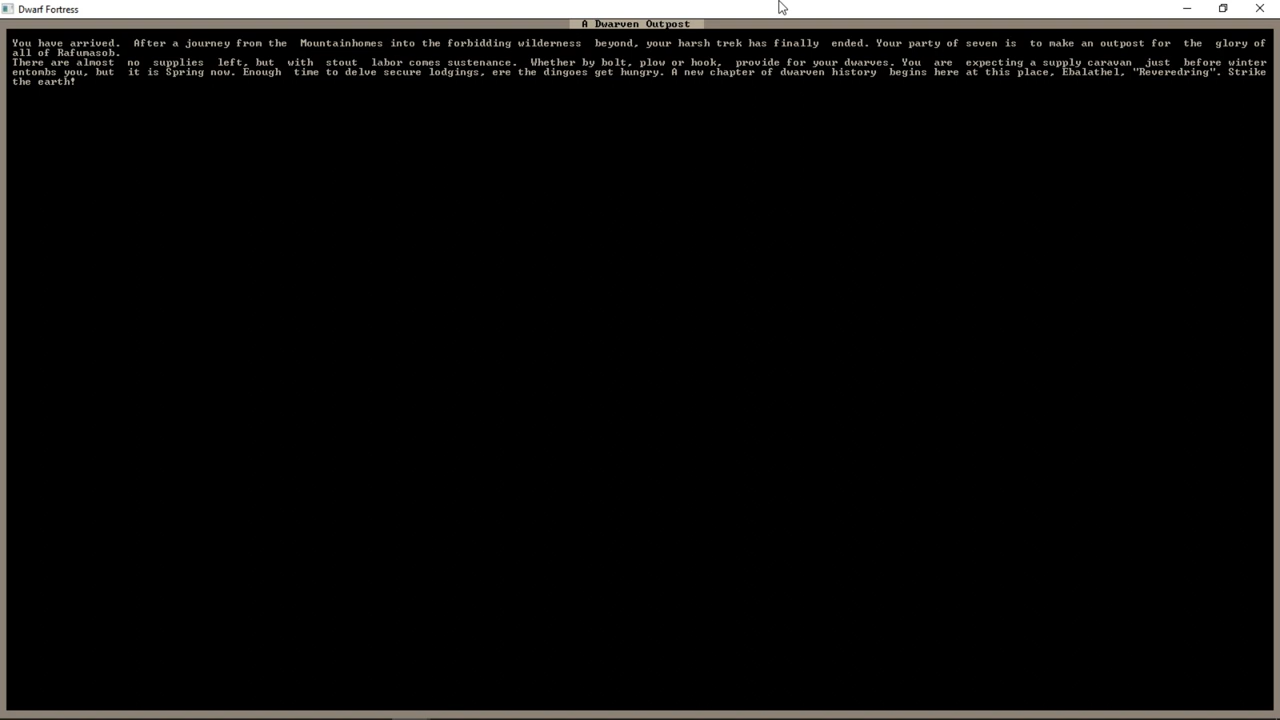 Dwarf Fortress
A Dwarven Outpost
You have arrived. After a journey from the Mountainhomes into the forbidding wilderness beyond, your harsh trek has finally ended. Your party of seven is to make an outpost for the glory of
all of Rafumasob.
There are almost no supplies left, but with stout labor comes sustenance. Whether by bolt, plow or hook, provide for your dwarves. You are expecting a supply caravan just before winter
entombs you, but it is Spring now. Enough time to delve secure lodgings, ere the dingoes get hungry. A new chapter of dwarven history begins here at this place, Ebalathel, "Reveredring". Strike
the earth!